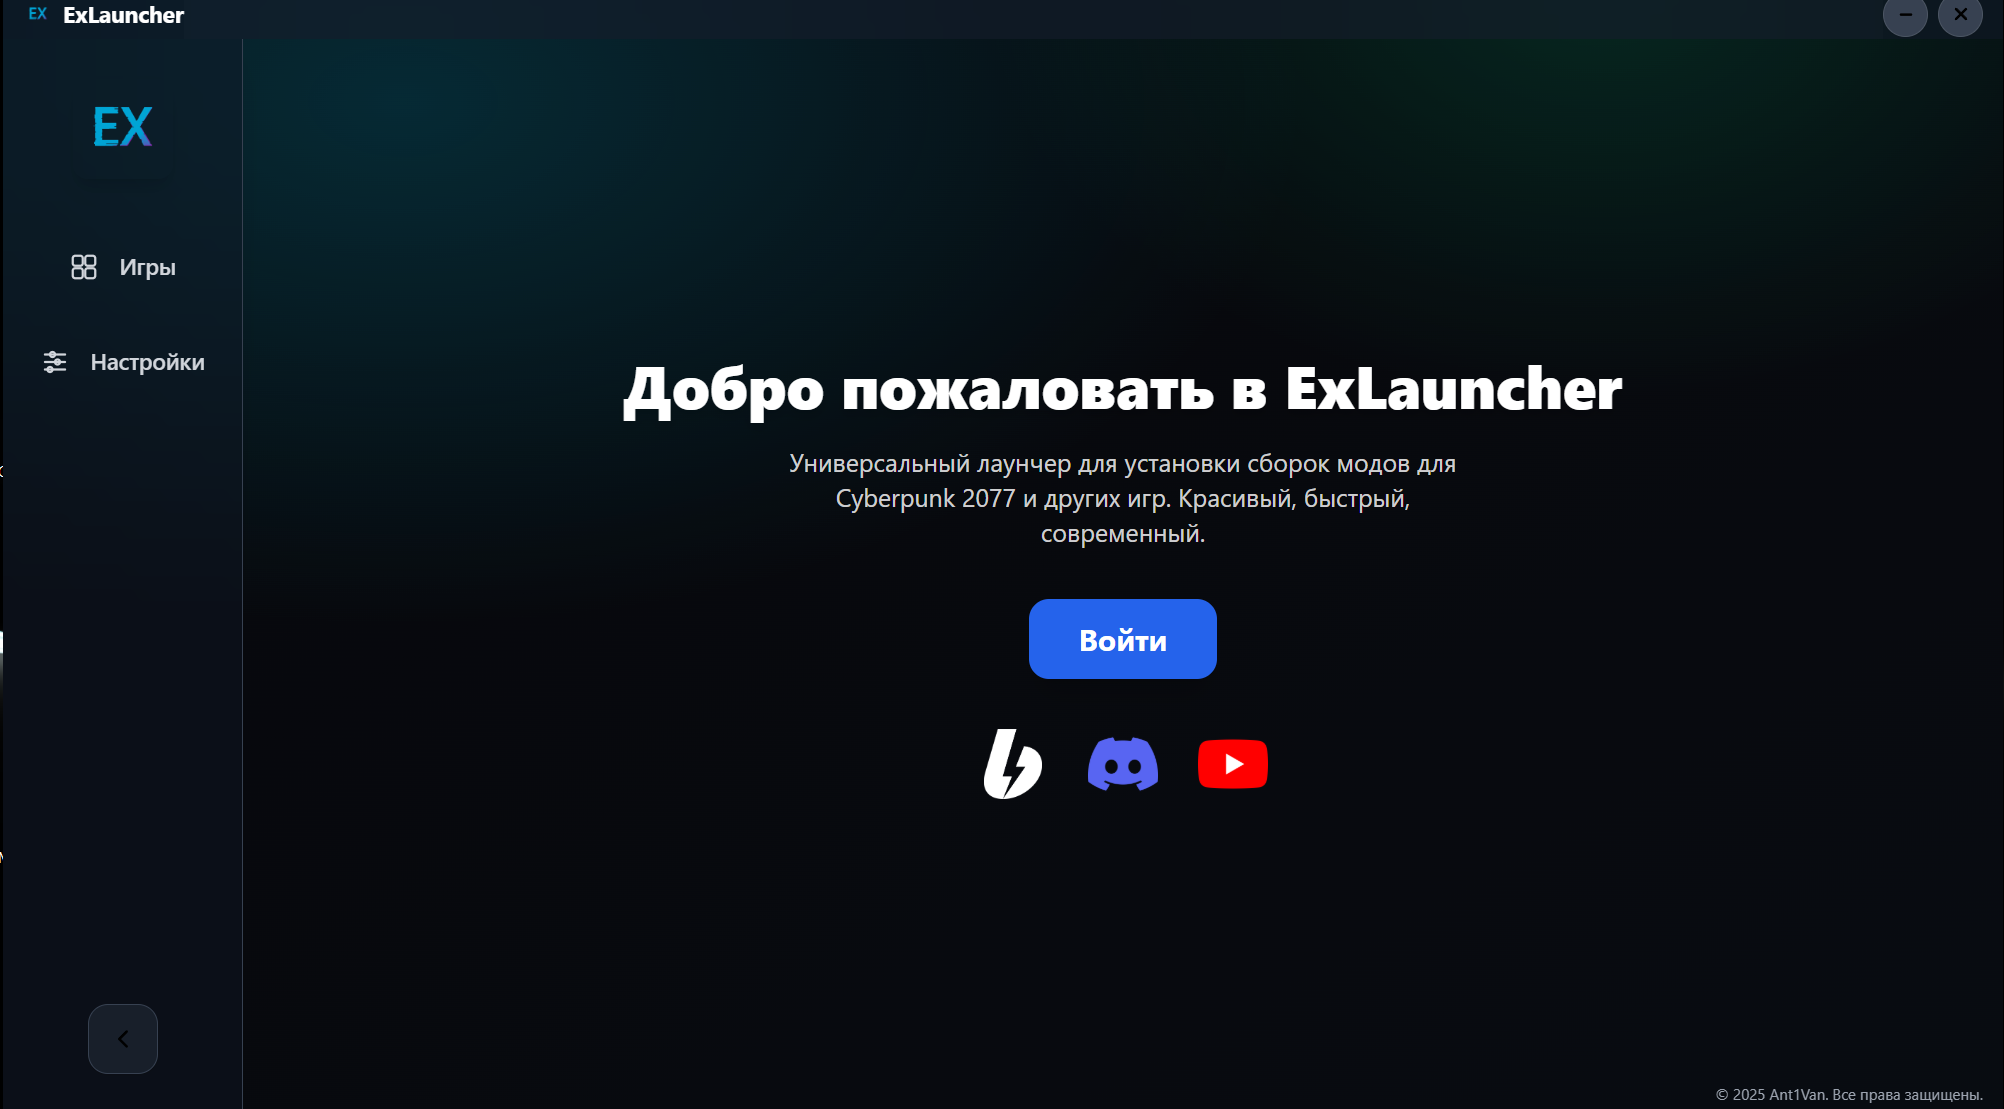 EX ExLauncher
EX
Игры
Настройки
Добро пожаловать в ExLauncher
Универсальный лаунчер для установки сборок модов для
Cyberpunk 2077 и других игр. Красивый, быстрый,
современный.
Войти
© 2025 Ant1Van. Все права защищены.